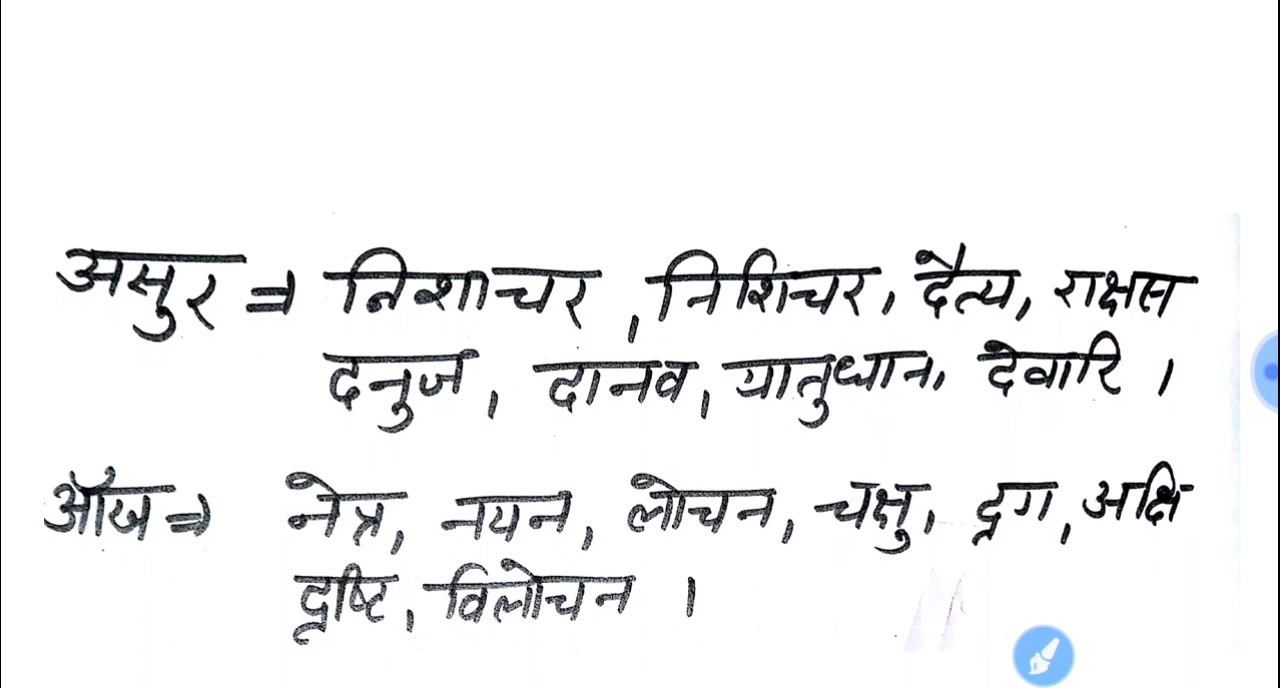 असुर ⇒ निशाचर, निशिचर, दैत्य, राक्षस
दनुज, दानव, यातुधान, देवारि ।
आँख ⇒ नेत्र, नयन, लोचन, चक्षु, दृग, अक्षि
दृष्टि, विलोचन ।